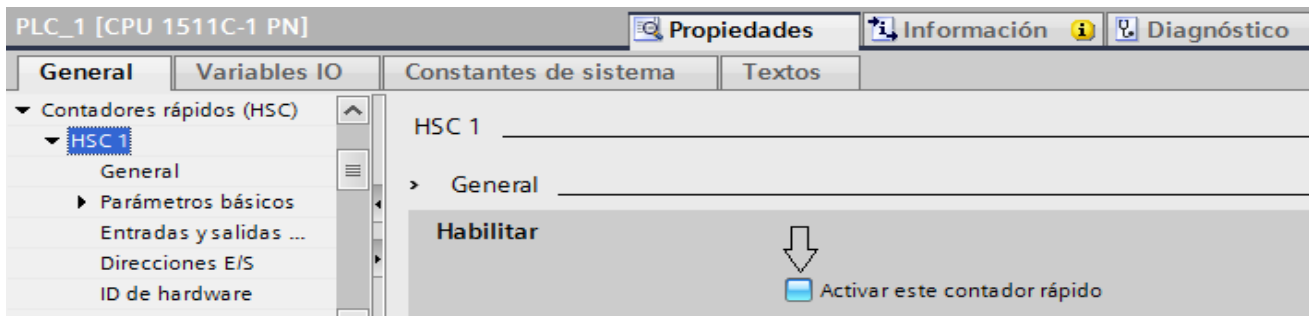 PLC_1 [CPU 1511C-1 PN]
Propiedades
Información
Diagnóstico
General
Variables IO
Constantes de sistema
Textos
Contadores rápidos (HSC)
HSC 1
General
Parámetros básicos
Entradas y salidas ...
Direcciones E/S
ID de hardware
HSC 1
General
Habilitar
Activar este contador rápido